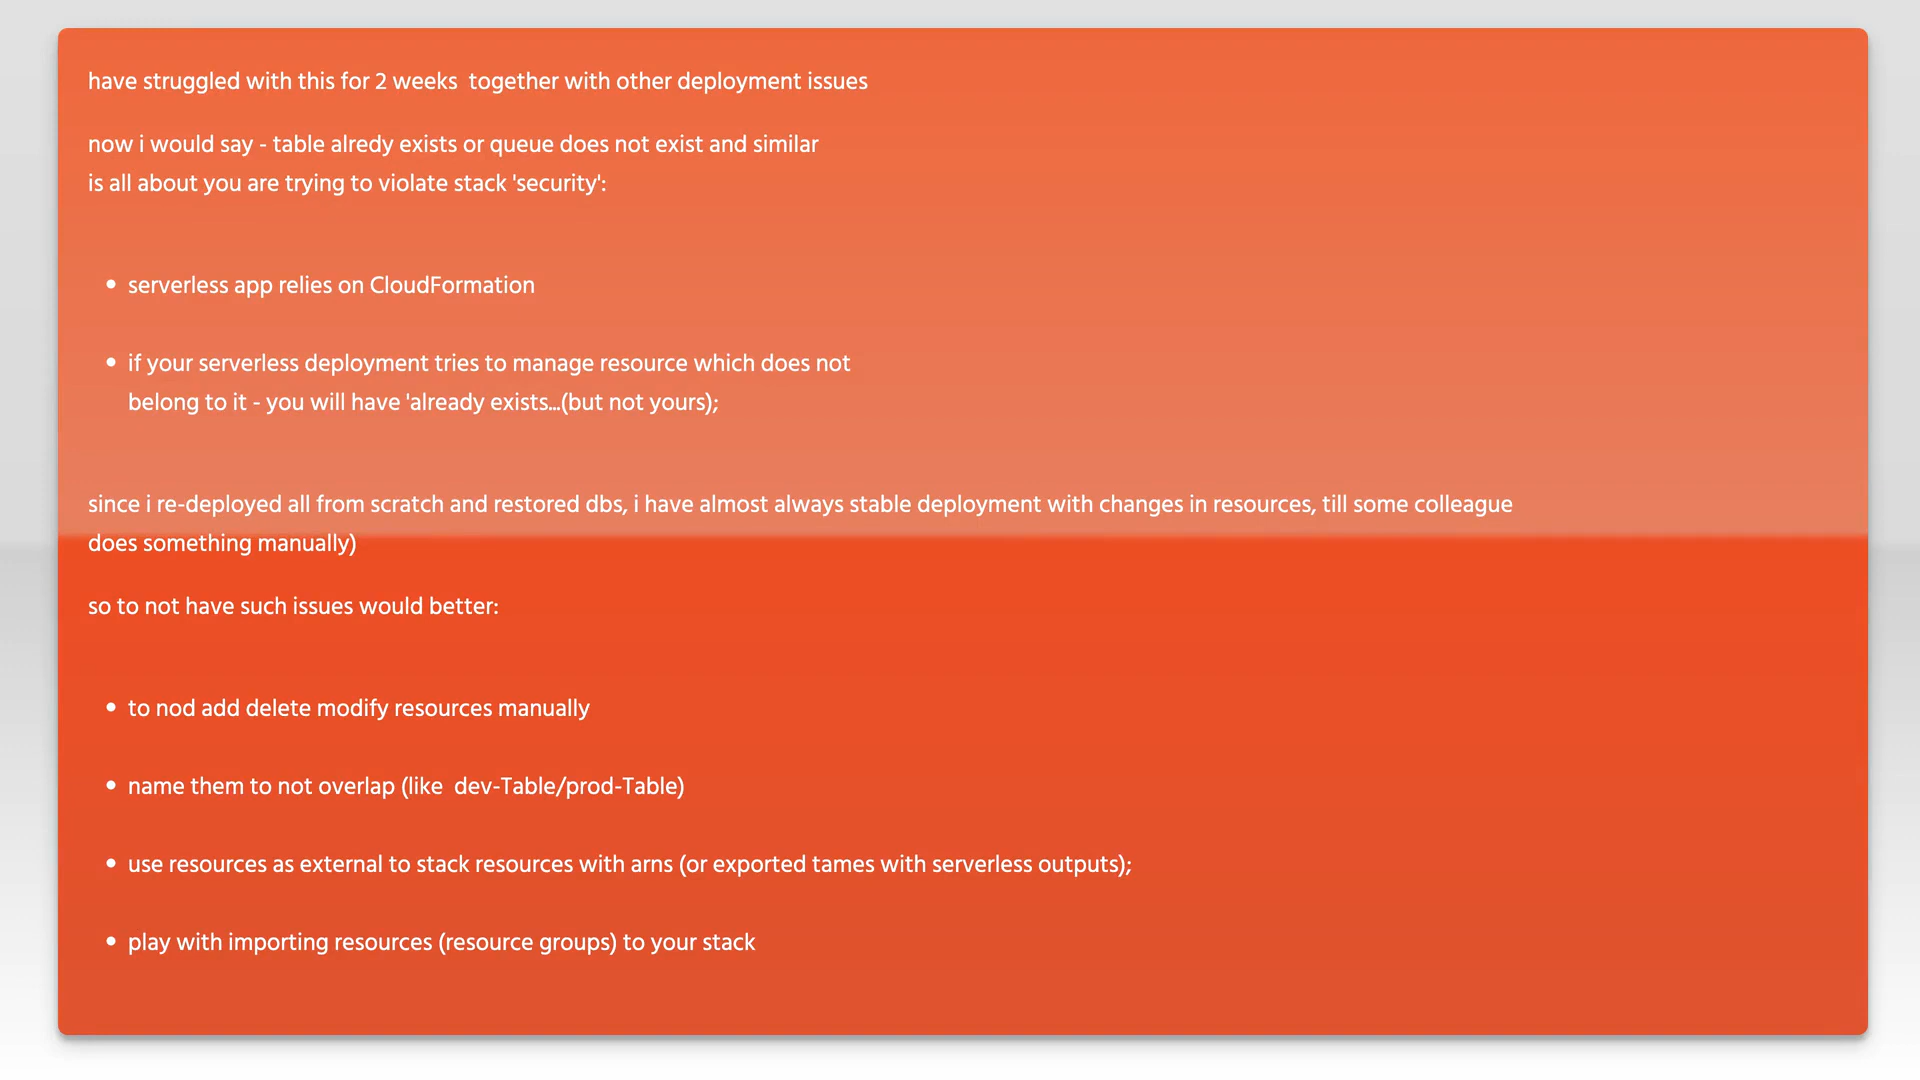 have struggled with this for 2 weeks  together with other deployment issues
now i would say - table alredy exists or queue does not exist and similar
is all about you are trying to violate stack 'security':
• serverless app relies on CloudFormation
• if your serverless deployment tries to manage resource which does not
belong to it - you will have 'already exists...(but not yours);
since i re-deployed all from scratch and restored dbs, i have almost always stable deployment with changes in resources, till some colleague
does something manually)
so to not have such issues would better:
• to nod add delete modify resources manually
• name them to not overlap (like  dev-Table/prod-Table)
• use resources as external to stack resources with arns (or exported tames with serverless outputs);
• play with importing resources (resource groups) to your stack